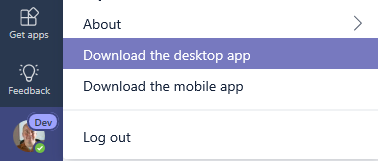 About
Get apps
Download the desktop app
Download the mobile app
Feedback
Dev
Log out